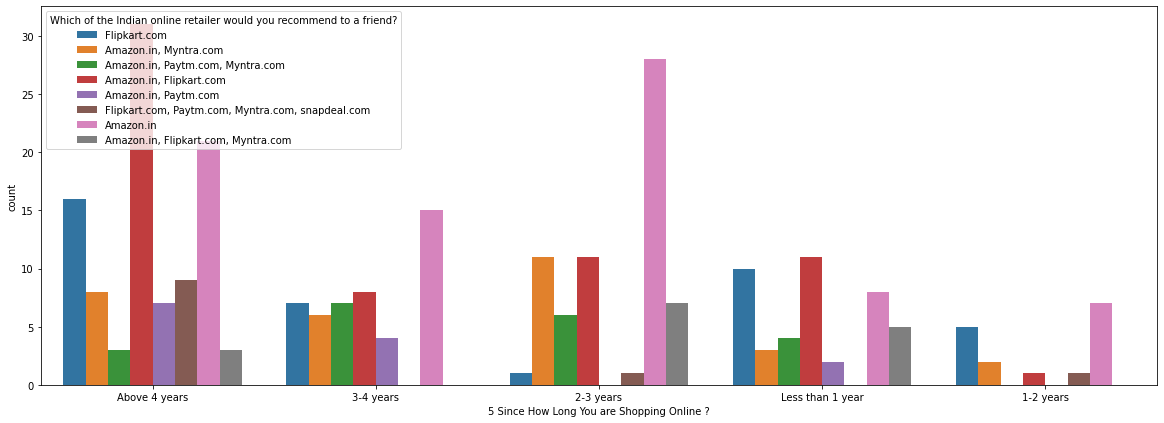 Which of the Indian online retailer would you recommend to a friend?
Flipkart.com
Amazon.in, Myntra.com
Amazon.in, Paytm.com, Myntra.com
Amazon.in, Flipkart.com
Amazon.in, Paytm.com
Flipkart.com, Paytm.com, Myntra.com, snapdeal.com
Amazon.in
Amazon.in, Flipkart.com, Myntra.com
30
25
20
15
10
5
0
count
Above 4 years
3-4 years
2-3 years
Less than 1 year
1-2 years
5 Since How Long You are Shopping Online ?